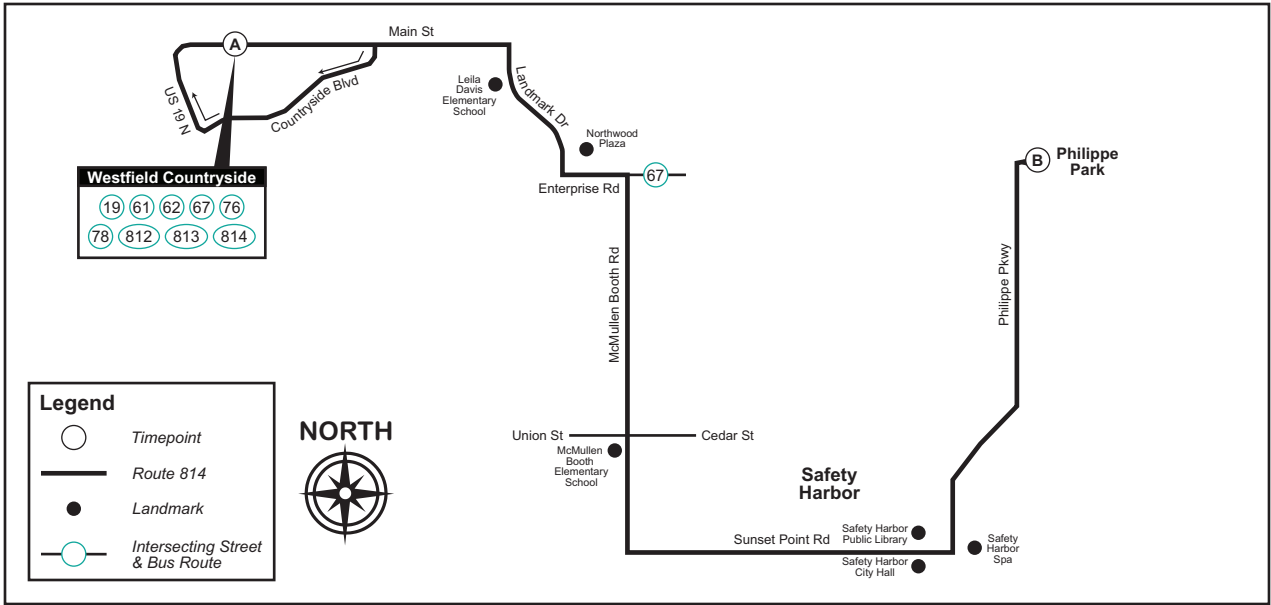 Main St
A
Leila
Davis
Elementary
School
Landmark Dr
US 19 N
Countryside Blvd
Northwood
Plaza
B
Philippe
Park
Westfield Countryside
19 61 62 67 76
78 812 813 814
67
Enterprise Rd
McMullen Booth Rd
Philippe Pkwy
Legend
Timepoint
Route 814
Landmark
Intersecting Street
& Bus Route
NORTH
Union St
Cedar St
McMullen
Booth
Elementary
School
Safety
Harbor
Sunset Point Rd
Safety Harbor
Public Library
Safety Harbor
City Hall
Safety
Harbor
Spa